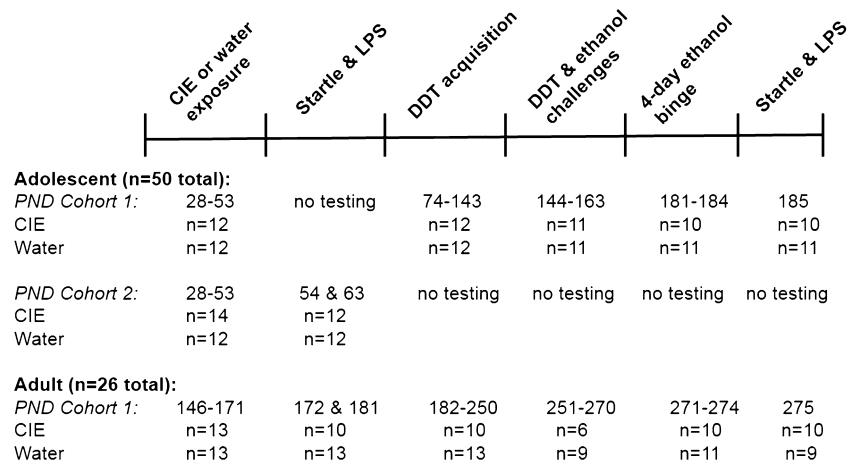 CIE or water
exposure
Startle & LPS
DDT acquisition
DDT & ethanol
challenges
4-day ethanol
binge
Startle & LPS
Adolescent (n=50 total):
PND Cohort 1: 28-53 no testing 74-143 144-163 181-184 185
CIE n=12 n=12 n=11 n=10 n=10
Water n=12 n=12 n=11 n=11 n=11
PND Cohort 2: 28-53 54 & 63 no testing no testing no testing no testing
CIE n=14 n=12
Water n=12 n=12
Adult (n=26 total):
PND Cohort 1: 146-171 172 & 181 182-250 251-270 271-274 275
CIE n=13 n=10 n=10 n=6 n=10 n=10
Water n=13 n=13 n=13 n=9 n=11 n=9